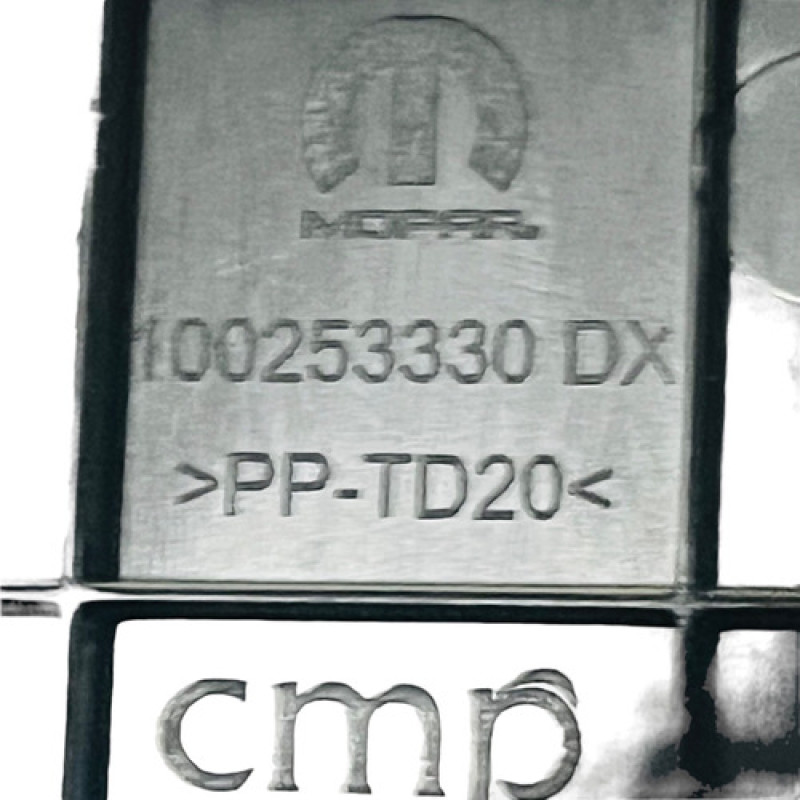 MOPAR
100253330 DX
>PP-TD20<
cmp